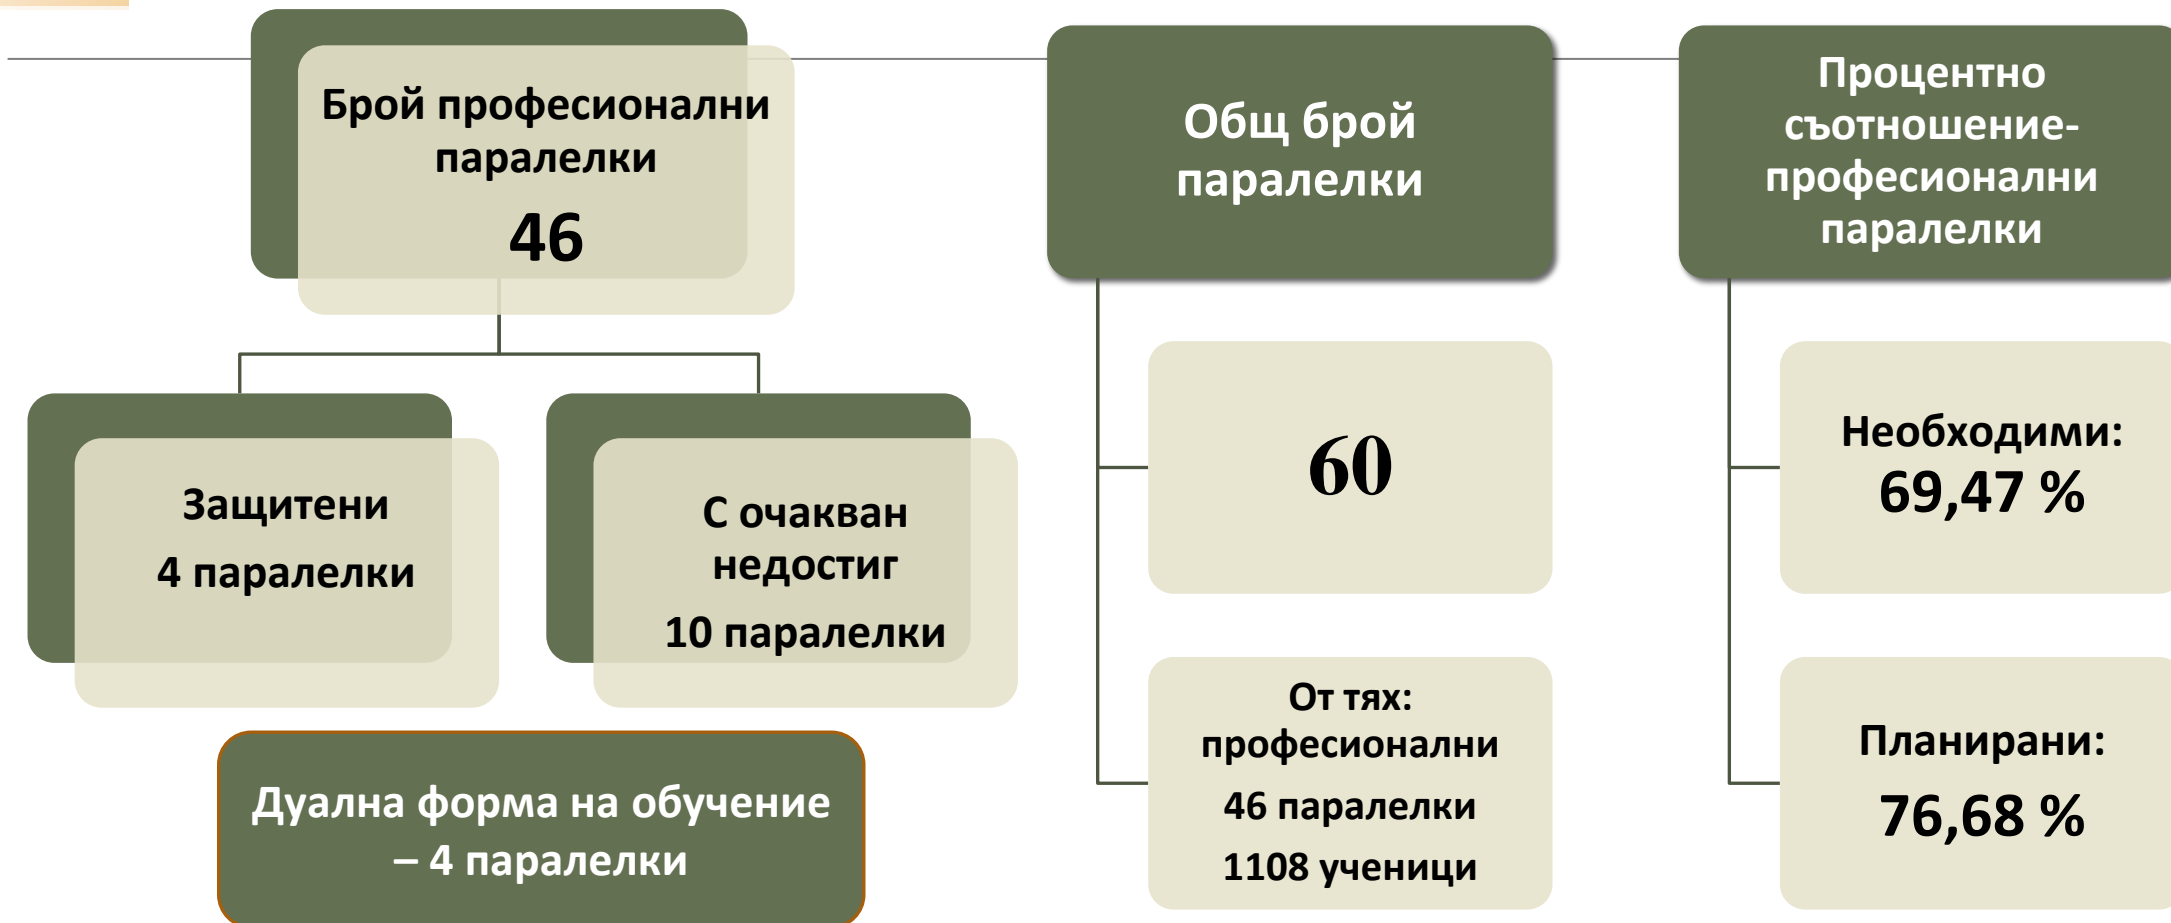 Брой професионални
паралелки
46
Защитени
4 паралелки
С очакван
недостиг
10 паралелки
Дуална форма на обучение
– 4 паралелки
Общ брой
паралелки
60
От тях:
професионални
46 паралелки
1108 ученици
Процентно
съотношение-
професионални
паралелки
Необходими:
69,47 %
Планирани:
76,68 %